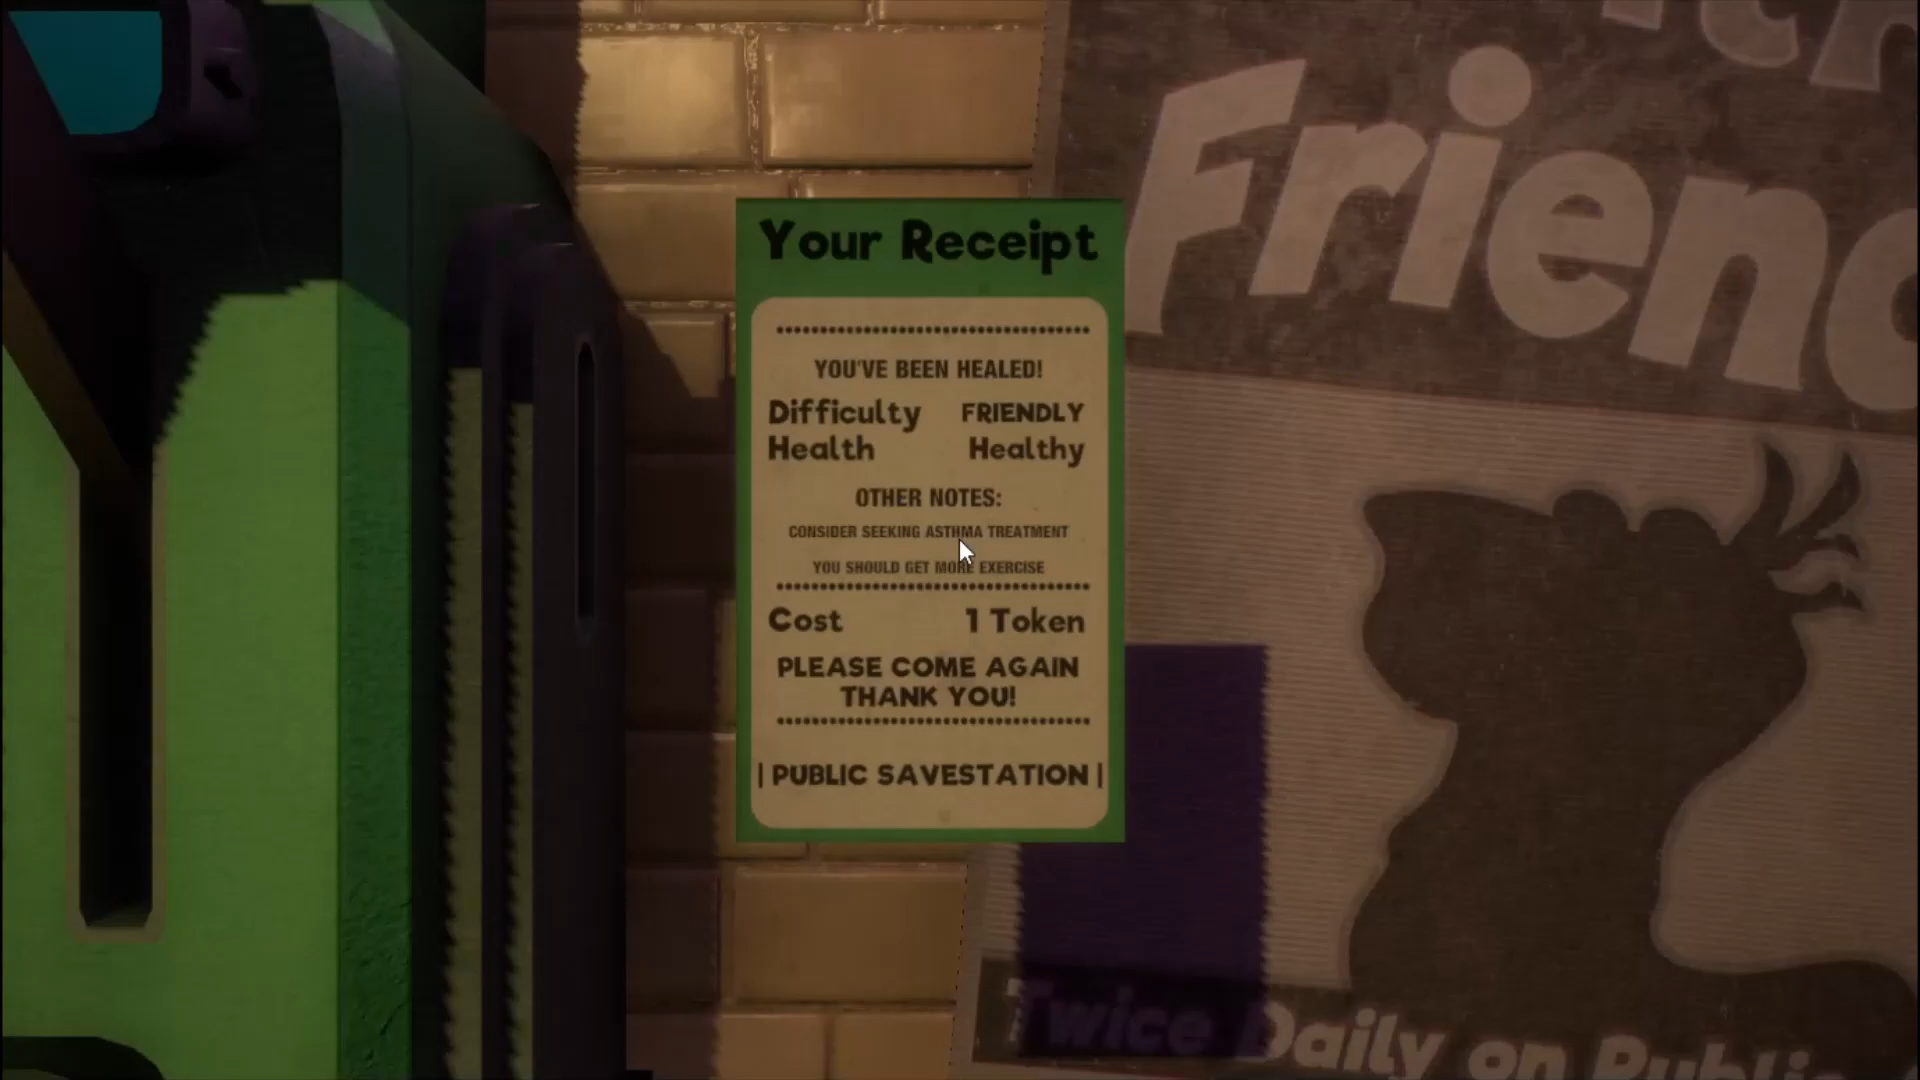 Friend
Your Receipt
YOU'VE BEEN HEALED!
Difficulty FRIENDLY
Health Healthy
OTHER NOTES:
CONSIDER SEEKING ASTHMA TREATMENT
YOU SHOULD GET MORE EXERCISE
Cost 1 Token
PLEASE COME AGAIN
THANK YOU!
| PUBLIC SAVESTATION |
Twice Daily on Public